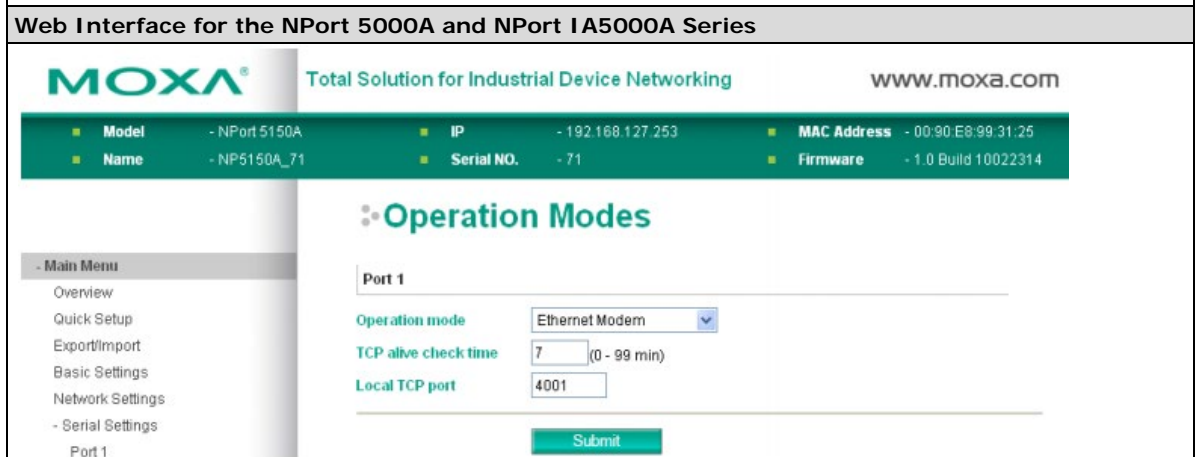 Web Interface for the NPort 5000A and NPort IA5000A Series
MOXA® Total Solution for Industrial Device Networking www.moxa.com
Model - NPort 5150A IP - 192.168.127.253 MAC Address - 00:90:E8:99:31:25
Name - NP5150A_71 Serial NO. - 71 Firmware - 1.0 Build 10022314
Operation Modes
- Main Menu
Overview
Quick Setup
Export/Import
Basic Settings
Network Settings
- Serial Settings
Port 1
Port 1
Operation mode Ethernet Modem
TCP alive check time 7 (0 - 99 min)
Local TCP port 4001
Submit